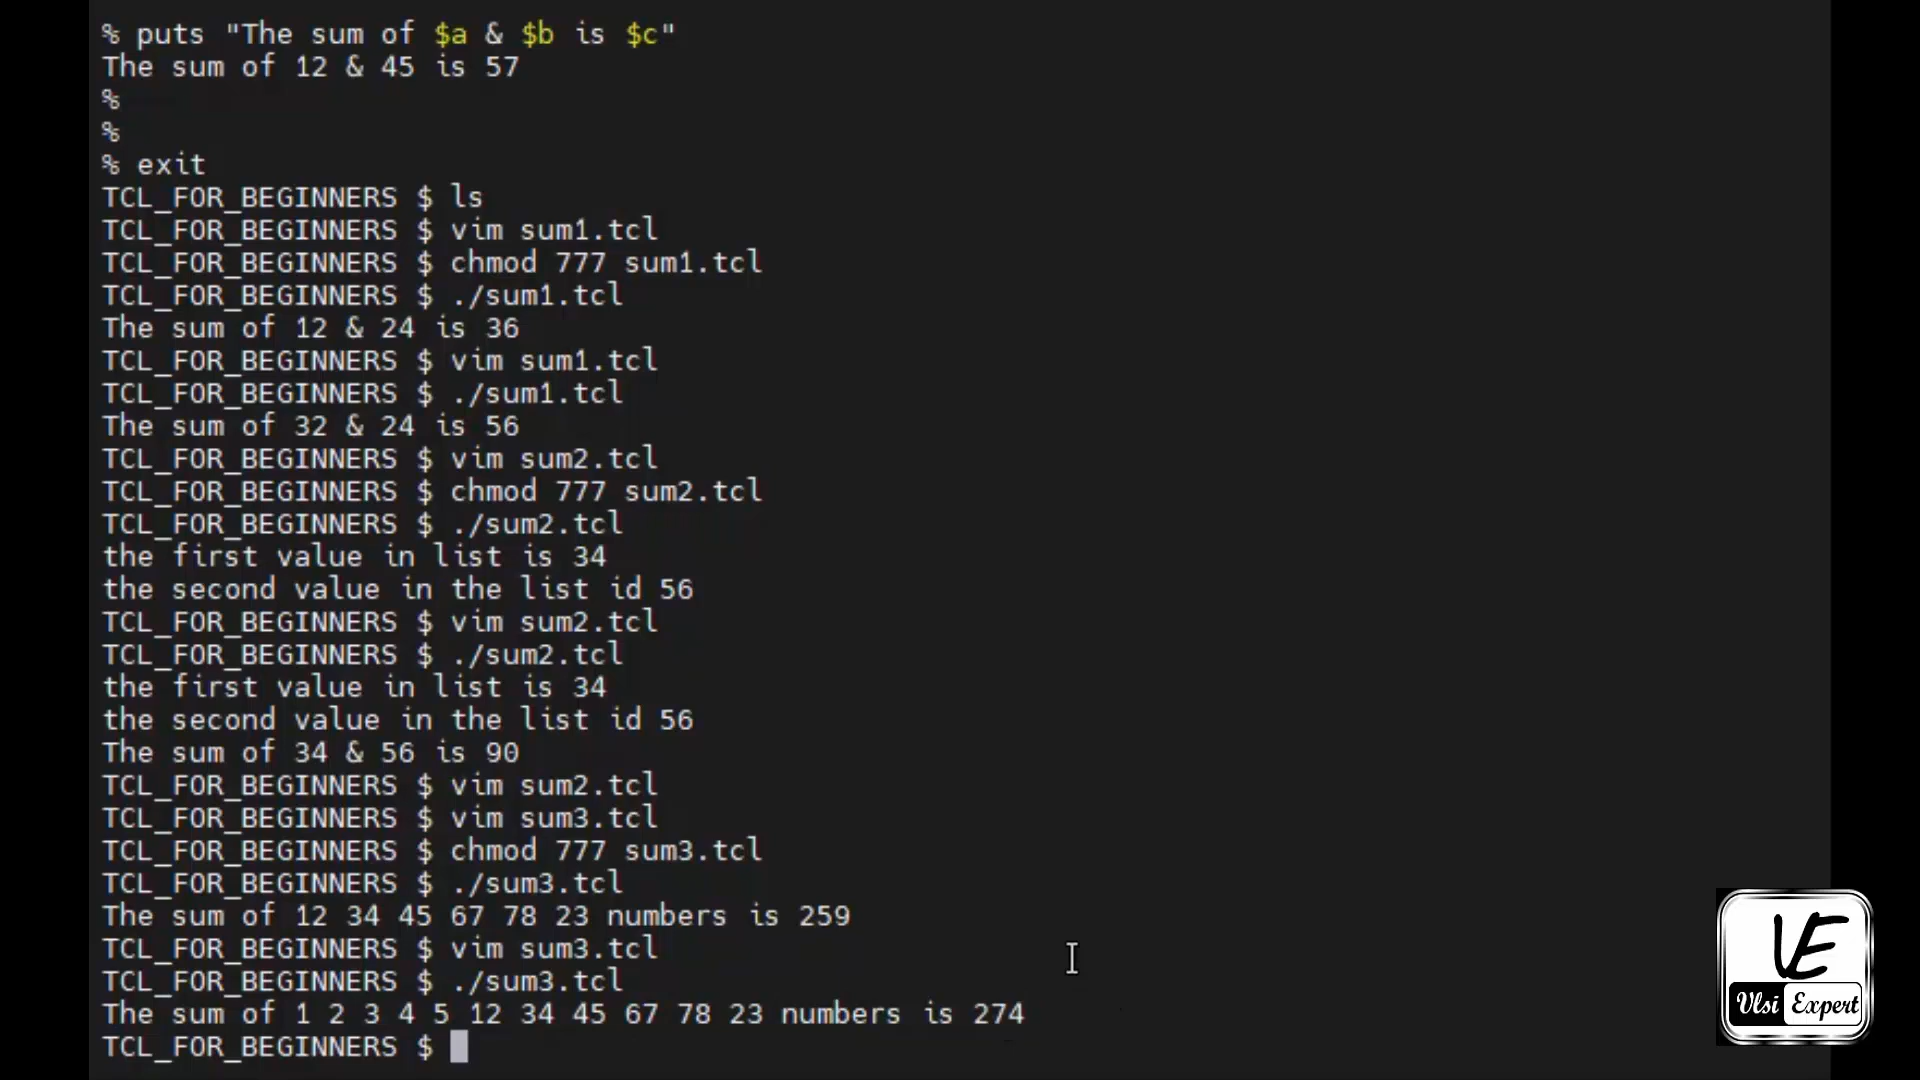 % puts "The sum of $a & $b is $c"
The sum of 12 & 45 is 57
%
%
% exit
TCL_FOR_BEGINNERS $ ls
TCL_FOR_BEGINNERS $ vim sum1.tcl
TCL_FOR_BEGINNERS $ chmod 777 sum1.tcl
TCL_FOR_BEGINNERS $ ./sum1.tcl
The sum of 12 & 24 is 36
TCL_FOR_BEGINNERS $ vim sum1.tcl
TCL_FOR_BEGINNERS $ ./sum1.tcl
The sum of 32 & 24 is 56
TCL_FOR_BEGINNERS $ vim sum2.tcl
TCL_FOR_BEGINNERS $ chmod 777 sum2.tcl
TCL_FOR_BEGINNERS $ ./sum2.tcl
the first value in list is 34
the second value in the list id 56
TCL_FOR_BEGINNERS $ vim sum2.tcl
TCL_FOR_BEGINNERS $ ./sum2.tcl
the first value in list is 34
the second value in the list id 56
The sum of 34 & 56 is 90
TCL_FOR_BEGINNERS $ vim sum2.tcl
TCL_FOR_BEGINNERS $ vim sum3.tcl
TCL_FOR_BEGINNERS $ chmod 777 sum3.tcl
TCL_FOR_BEGINNERS $ ./sum3.tcl
The sum of 12 34 45 67 78 23 numbers is 259
TCL_FOR_BEGINNERS $ vim sum3.tcl
TCL_FOR_BEGINNERS $ ./sum3.tcl
The sum of 1 2 3 4 5 12 34 45 67 78 23 numbers is 274
TCL_FOR_BEGINNERS $
VE
Vlsi Expert